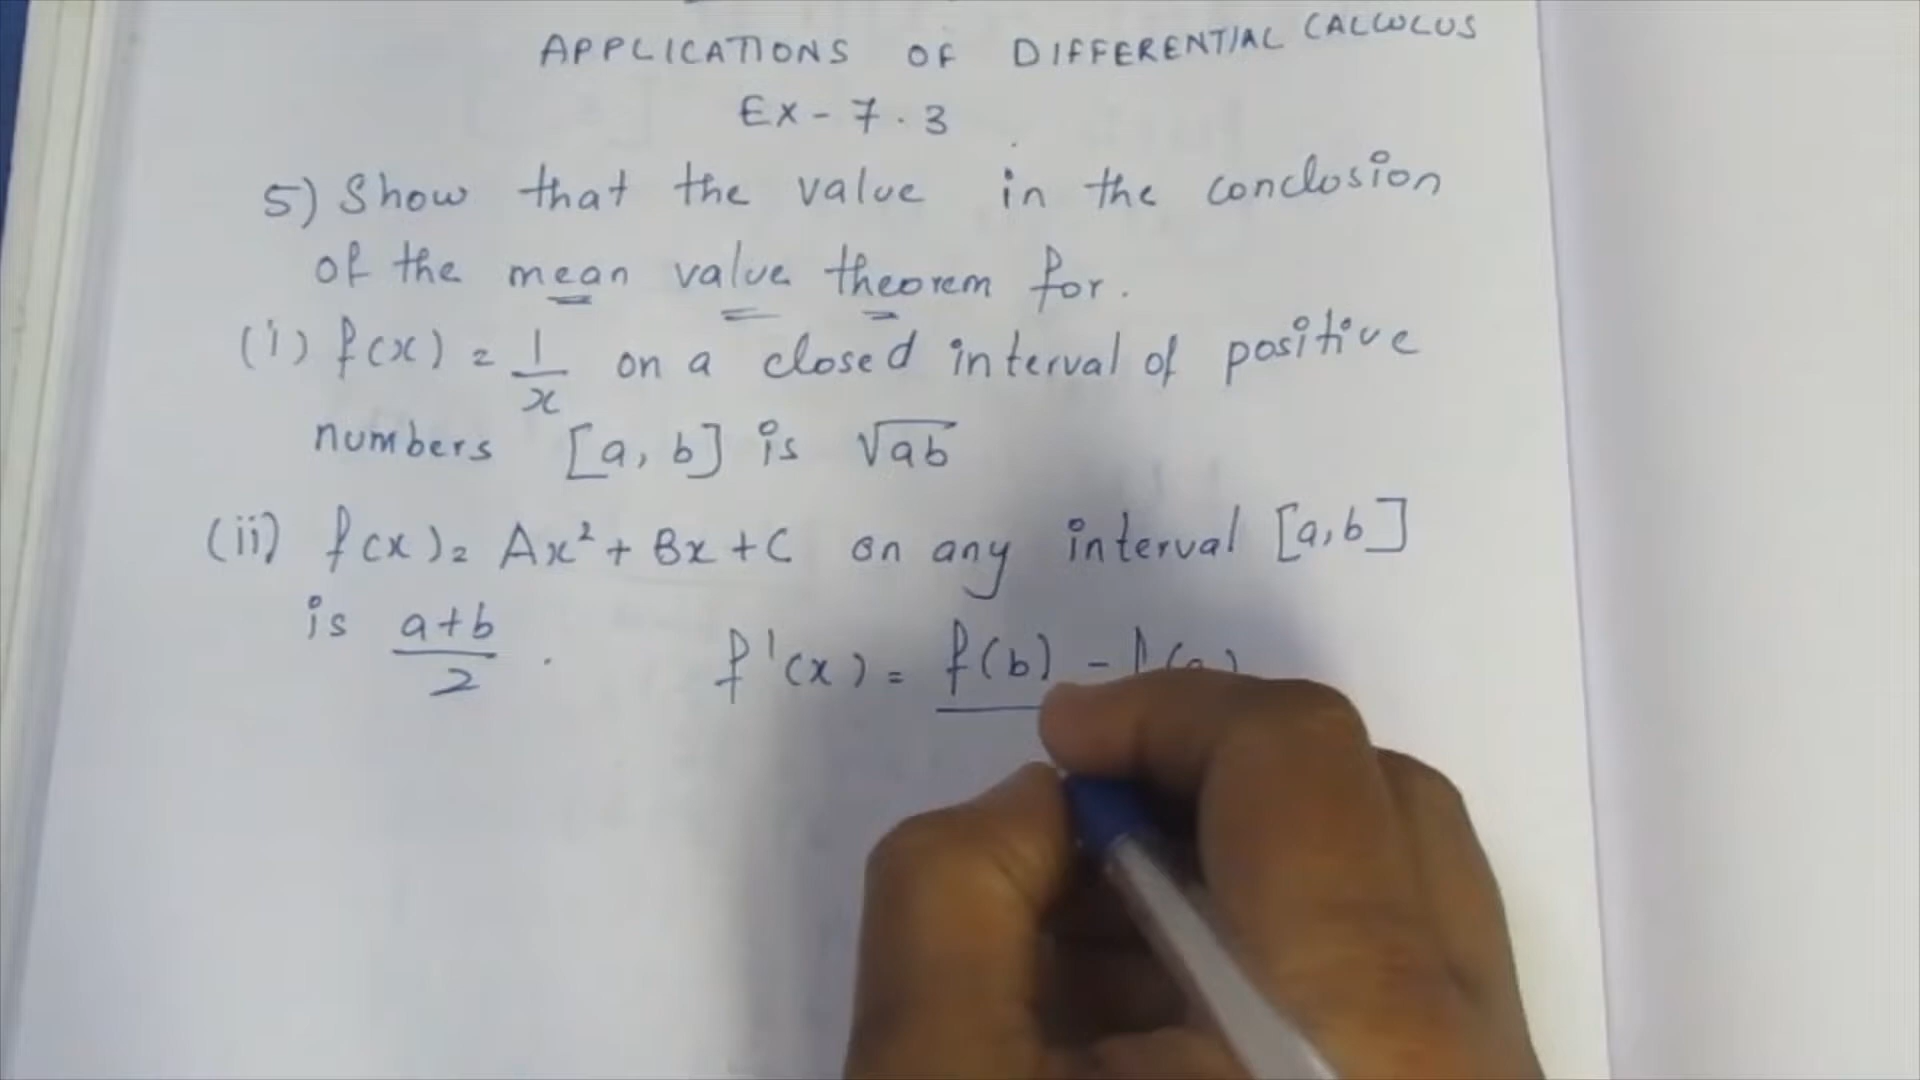 APPLICATIONS OF DIFFERENTIAL CALCULUS
EX - 7.3
5) Show that the value in the conclusion
of the mean value theorem for.
(i) f(x) = 1/x on a closed interval of positive
numbers [a, b] is √ab
(ii) f(x) = Ax² + Bx + C on any interval [a,b]
is (a+b)/2 .
f'(x) = f(b) -